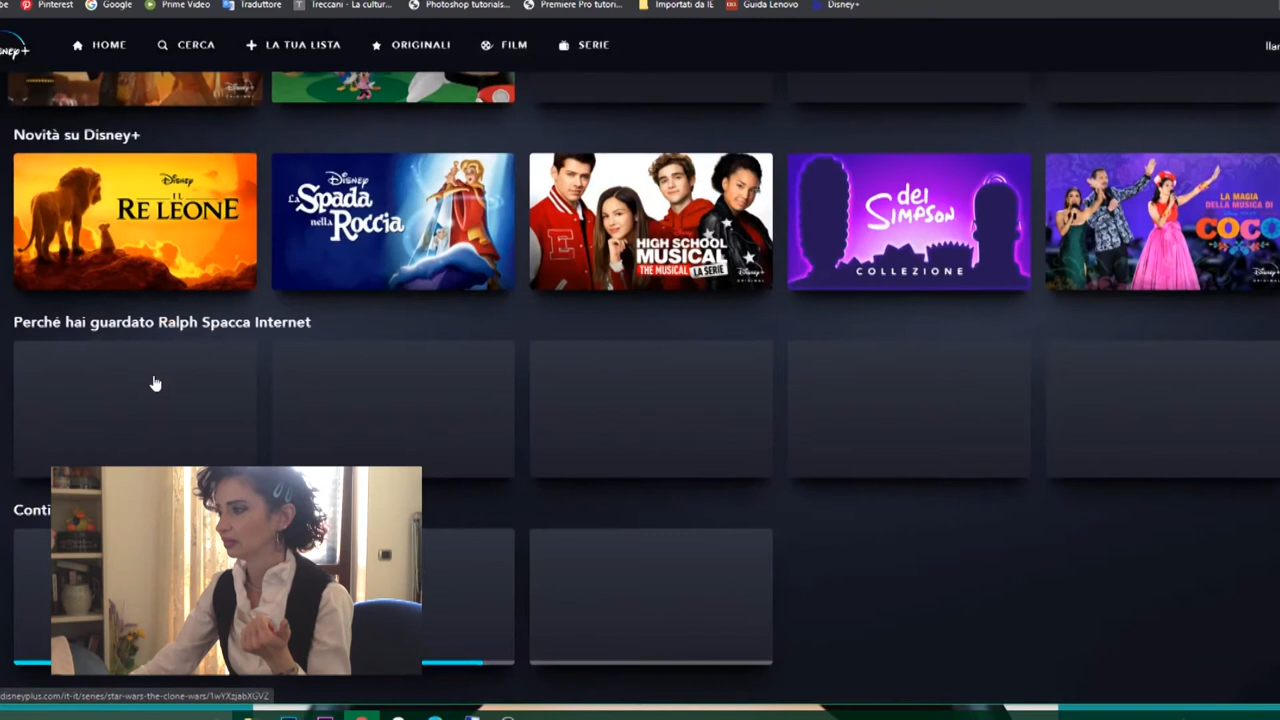 Pinterest Google Prime Video Traduttore Treccani - La cultur... Photoshop tutorials... Premiere Pro tutori... Importati da IE Guida Lenovo Disney+
HOME CERCA LA TUA LISTA ORIGINALI FILM SERIE
Novità su Disney+
Disney
IL
RE LEONE
Disney
La Spada
nella Roccia
HIGH SCHOOL
MUSICAL
THE MUSICAL LA SERIE
Disney+
ORIGINAL
dei
Simpson
COLLEZIONE
LA MAGIA
DELLA MUSICA DI
COCO
Disney+
Perché hai guardato Ralph Spacca Internet
Conti
disneyplus.com/it-it/series/star-wars-the-clone-wars/